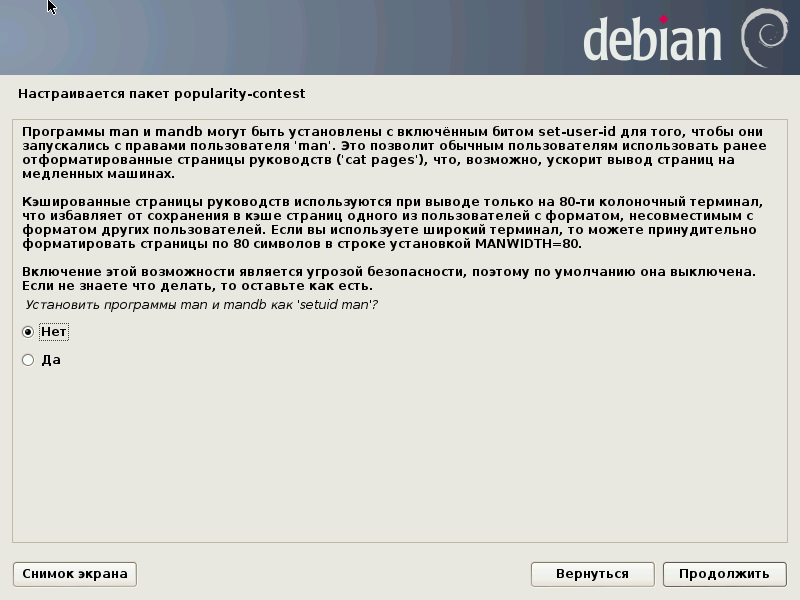 debian
Настраивается пакет popularity-contest
Программы man и mandb могут быть установлены с включённым битом set-user-id для того, чтобы они
запускались с правами пользователя 'man'. Это позволит обычным пользователям использовать ранее
отформатированные страницы руководств ('cat pages'), что, возможно, ускорит вывод страниц на
медленных машинах.
Кэшированные страницы руководств используются при выводе только на 80-ти колоночный терминал,
что избавляет от сохранения в кэше страниц одного из пользователей с форматом, несовместимым с
форматом других пользователей. Если вы используете широкий терминал, то можете принудительно
форматировать страницы по 80 символов в строке установкой MANWIDTH=80.
Включение этой возможности является угрозой безопасности, поэтому по умолчанию она выключена.
Если не знаете что делать, то оставьте как есть.
Установить программы man и mandb как 'setuid man'?
Нет
Да
Снимок экрана
Вернуться
Продолжить